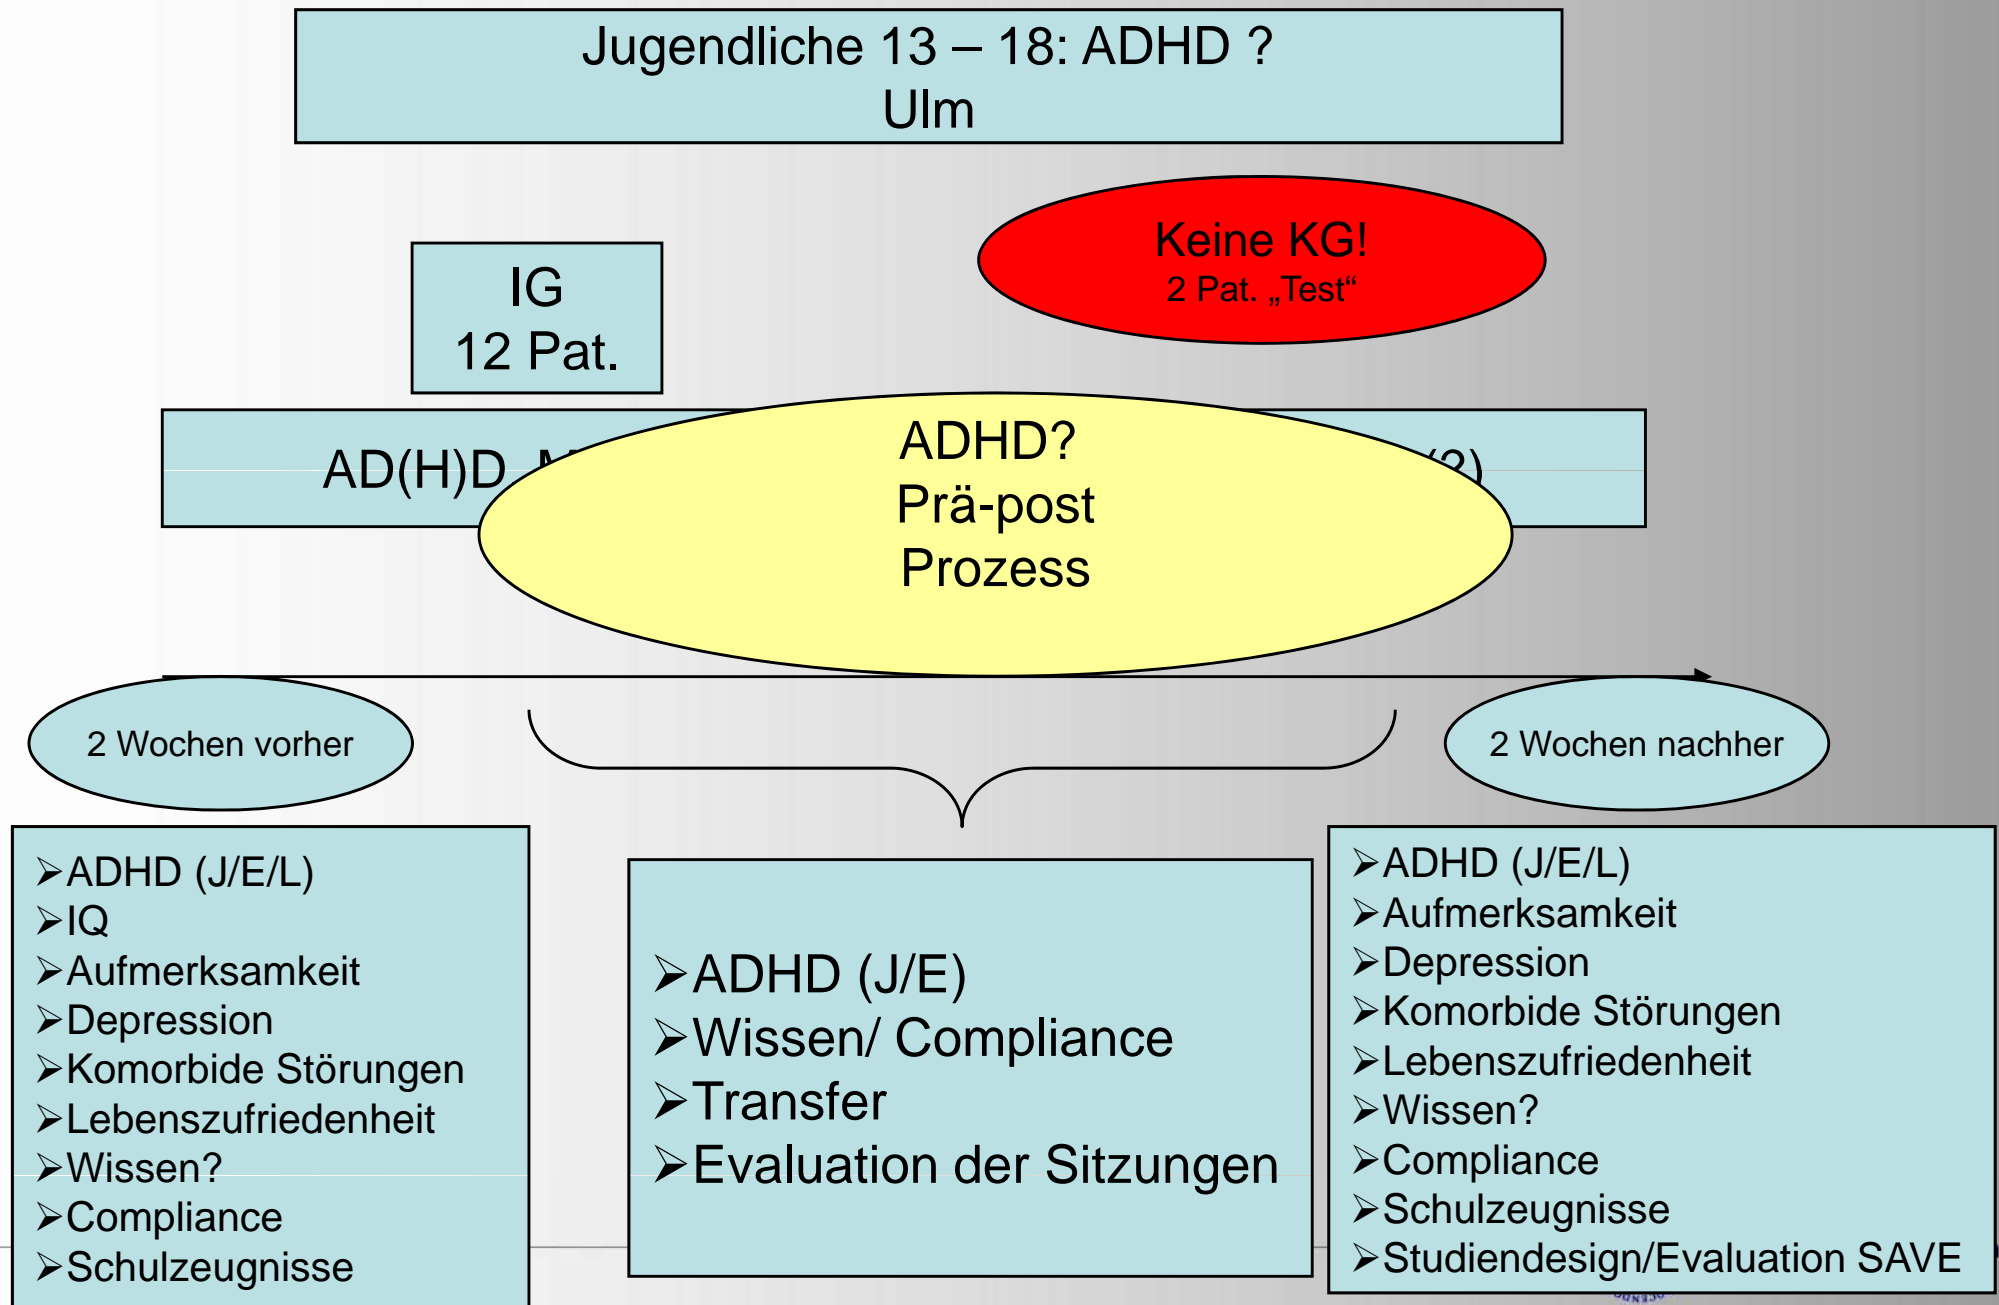 Jugendliche 13 – 18: ADHD ?
Ulm
Keine KG!
2 Pat. „Test“
IG
12 Pat.
AD(H)D
ADHD?
Prä-post
Prozess
2 Wochen vorher
2 Wochen nachher
➢ADHD (J/E/L)
➢IQ
➢Aufmerksamkeit
➢Depression
➢Komorbide Störungen
➢Lebenszufriedenheit
➢Wissen?
➢Compliance
➢Schulzeugnisse
➢ADHD (J/E)
➢Wissen/ Compliance
➢Transfer
➢Evaluation der Sitzungen
➢ADHD (J/E/L)
➢Aufmerksamkeit
➢Depression
➢Komorbide Störungen
➢Lebenszufriedenheit
➢Wissen?
➢Compliance
➢Schulzeugnisse
➢Studiendesign/Evaluation SAVE